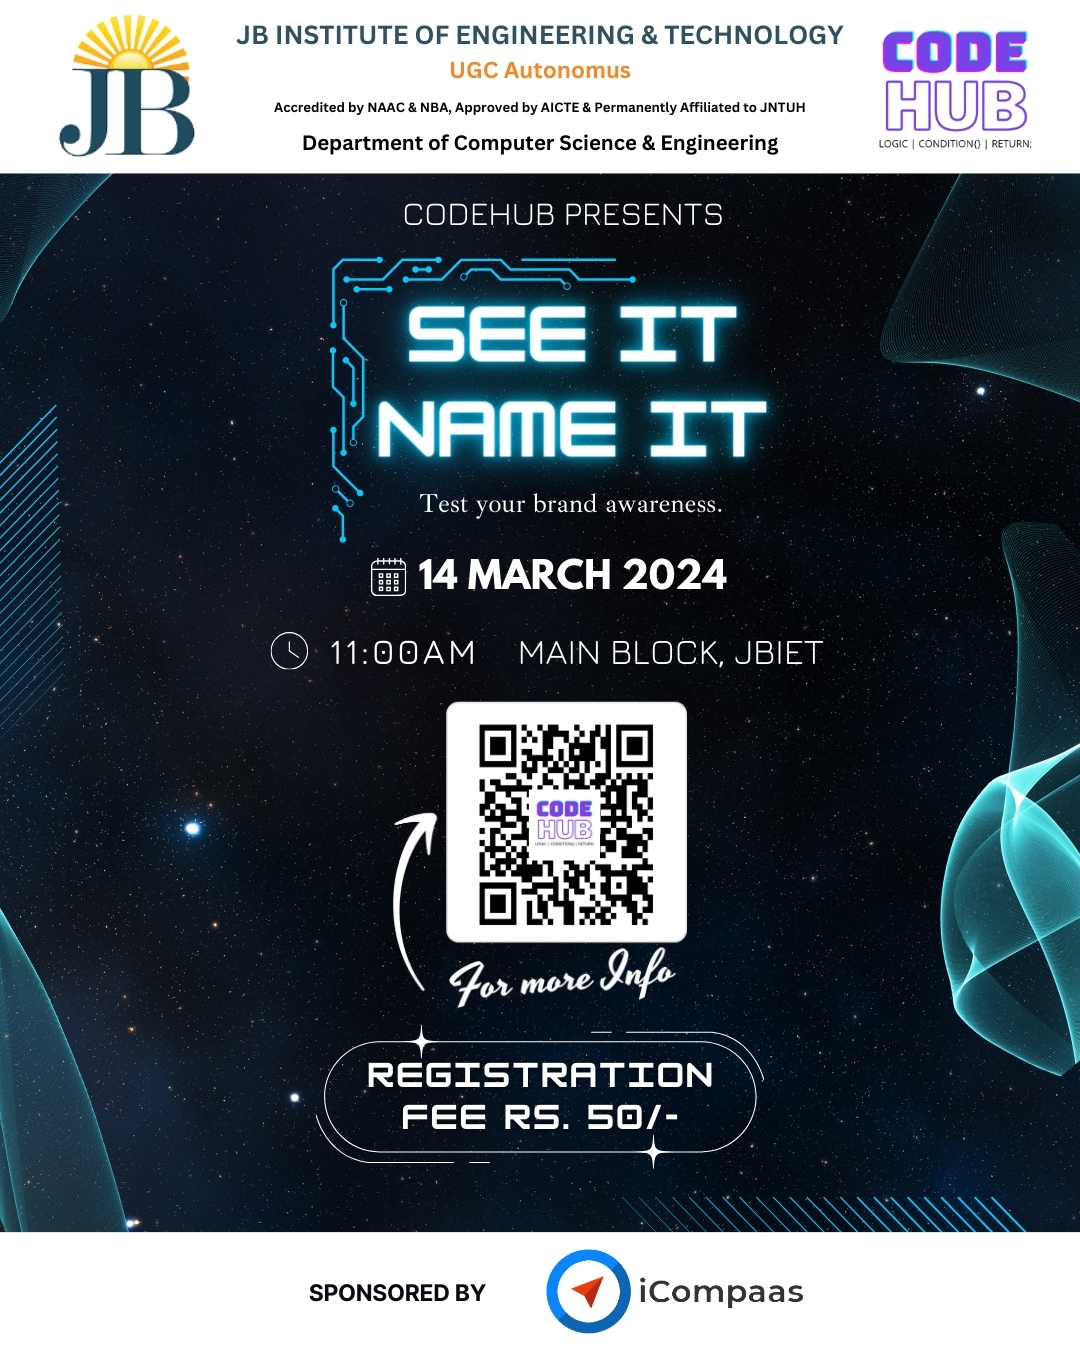 JB INSTITUTE OF ENGINEERING & TECHNOLOGY
UGC Autonomus
Accredited by NAAC & NBA, Approved by AICTE & Permanently Affiliated to JNTUH
Department of Computer Science & Engineering
JB
CODE
HUB
LOGIC | CONDITION() | RETURN;
CODEHUB PRESENTS
SEE IT
NAME IT
Test your brand awareness.
14 MARCH 2024
11:00AM MAIN BLOCK, JBIET
CODE
HUB
LOGIC | CONDITION() | RETURN;
For more Info
REGISTRATION
FEE RS. 50/-
SPONSORED BY iCompaas